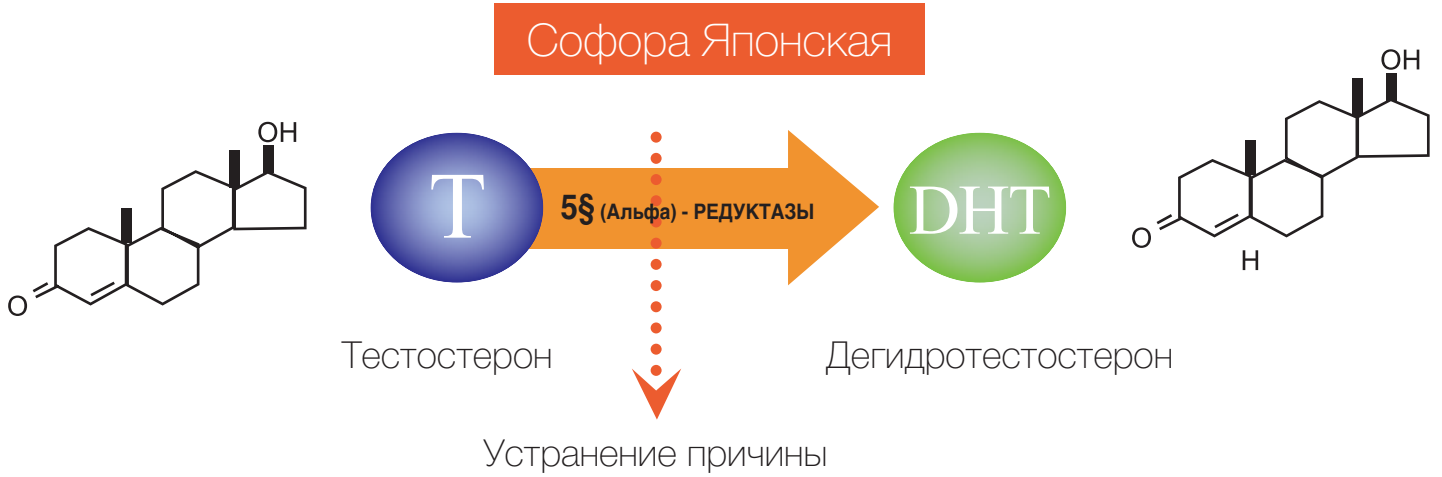 Софора Японская
OH
O
T
5§ (Альфа) - РЕДУКТАЗЫ
DHT
OH
O
H
Тестостерон
Дегидротестостерон
Устранение причины